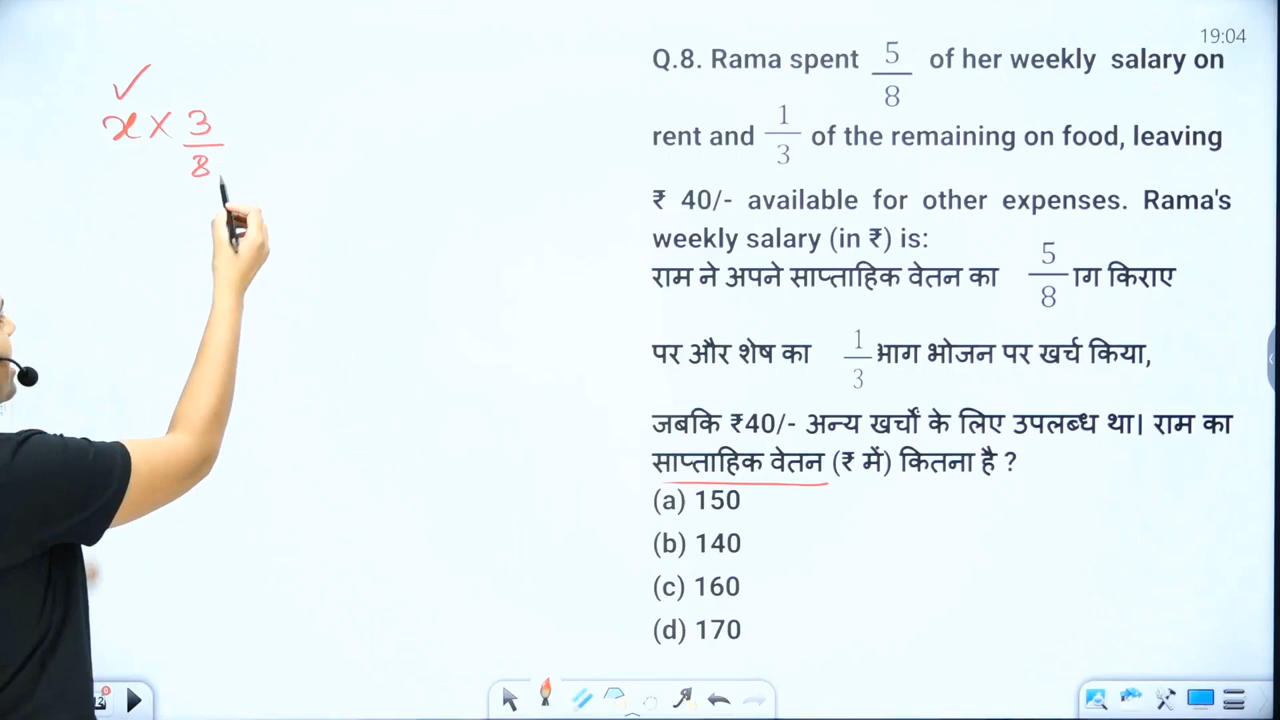 19:04
x × 3/8
Q.8. Rama spent 5/8 of her weekly salary on
rent and 1/3 of the remaining on food, leaving
₹ 40/- available for other expenses. Rama's
weekly salary (in ₹) is:
राम ने अपने साप्ताहिक वेतन का 5/8 ाग किराए
पर और शेष का 1/3 भाग भोजन पर खर्च किया,
जबकि ₹40/- अन्य खर्चों के लिए उपलब्ध था। राम का
साप्ताहिक वेतन (₹ में) कितना है ?
(a) 150
(b) 140
(c) 160
(d) 170